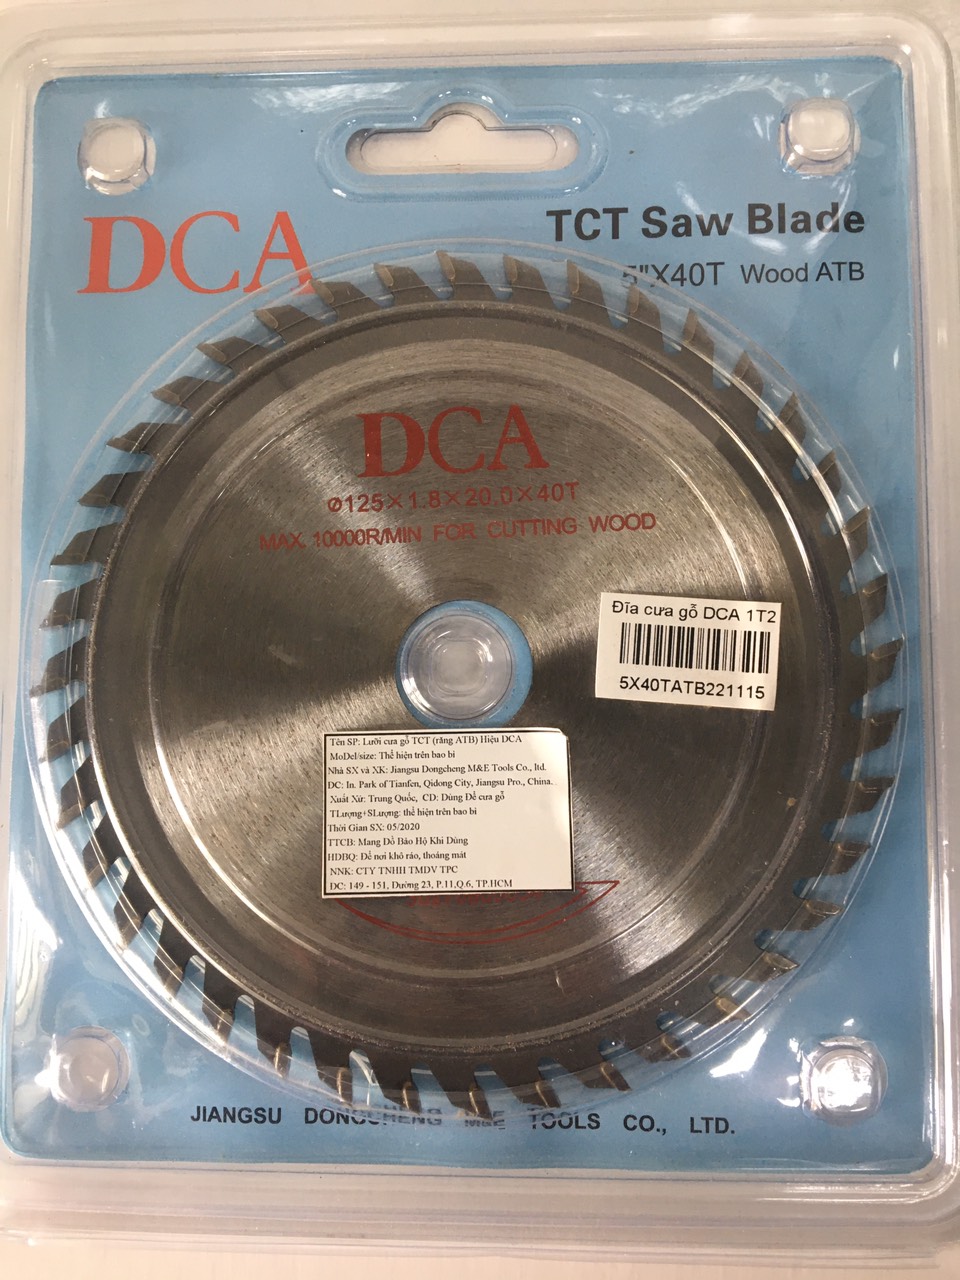 DCA
TCT Saw Blade
5"X40T Wood ATB
DCA
Ø125×1.8×20.0×40T
MAX. 10000R/MIN FOR CUTTING WOOD
Đĩa cưa gỗ DCA 1T2
5X40TATB221115
Tên SP: Lưỡi cưa gỗ TCT (răng ATB) Hiệu DCA
MoDel/size: Thể hiện trên bao bì
Nhà SX và XK: Jiangsu Dongcheng M&E Tools Co., ltd.
DC: In. Park of Tianfen, Qidong City, Jiangsu Pro., China.
Xuất Xứ: Trung Quốc, CD: Dùng Để cưa gỗ
TLượng+SLượng: thể hiện trên bao bì
Thời Gian SX: 05/2020
TTCB: Mang Đồ Bảo Hộ Khi Dùng
HDBQ: Để nơi khô ráo, thoáng mát
NNK: CTY TNHH TMDV TPC
ĐC: 149 - 151, Đường 23, P.11,Q.6, TP.HCM
JIANGSU DONGCHENG M&E TOOLS CO., LTD.